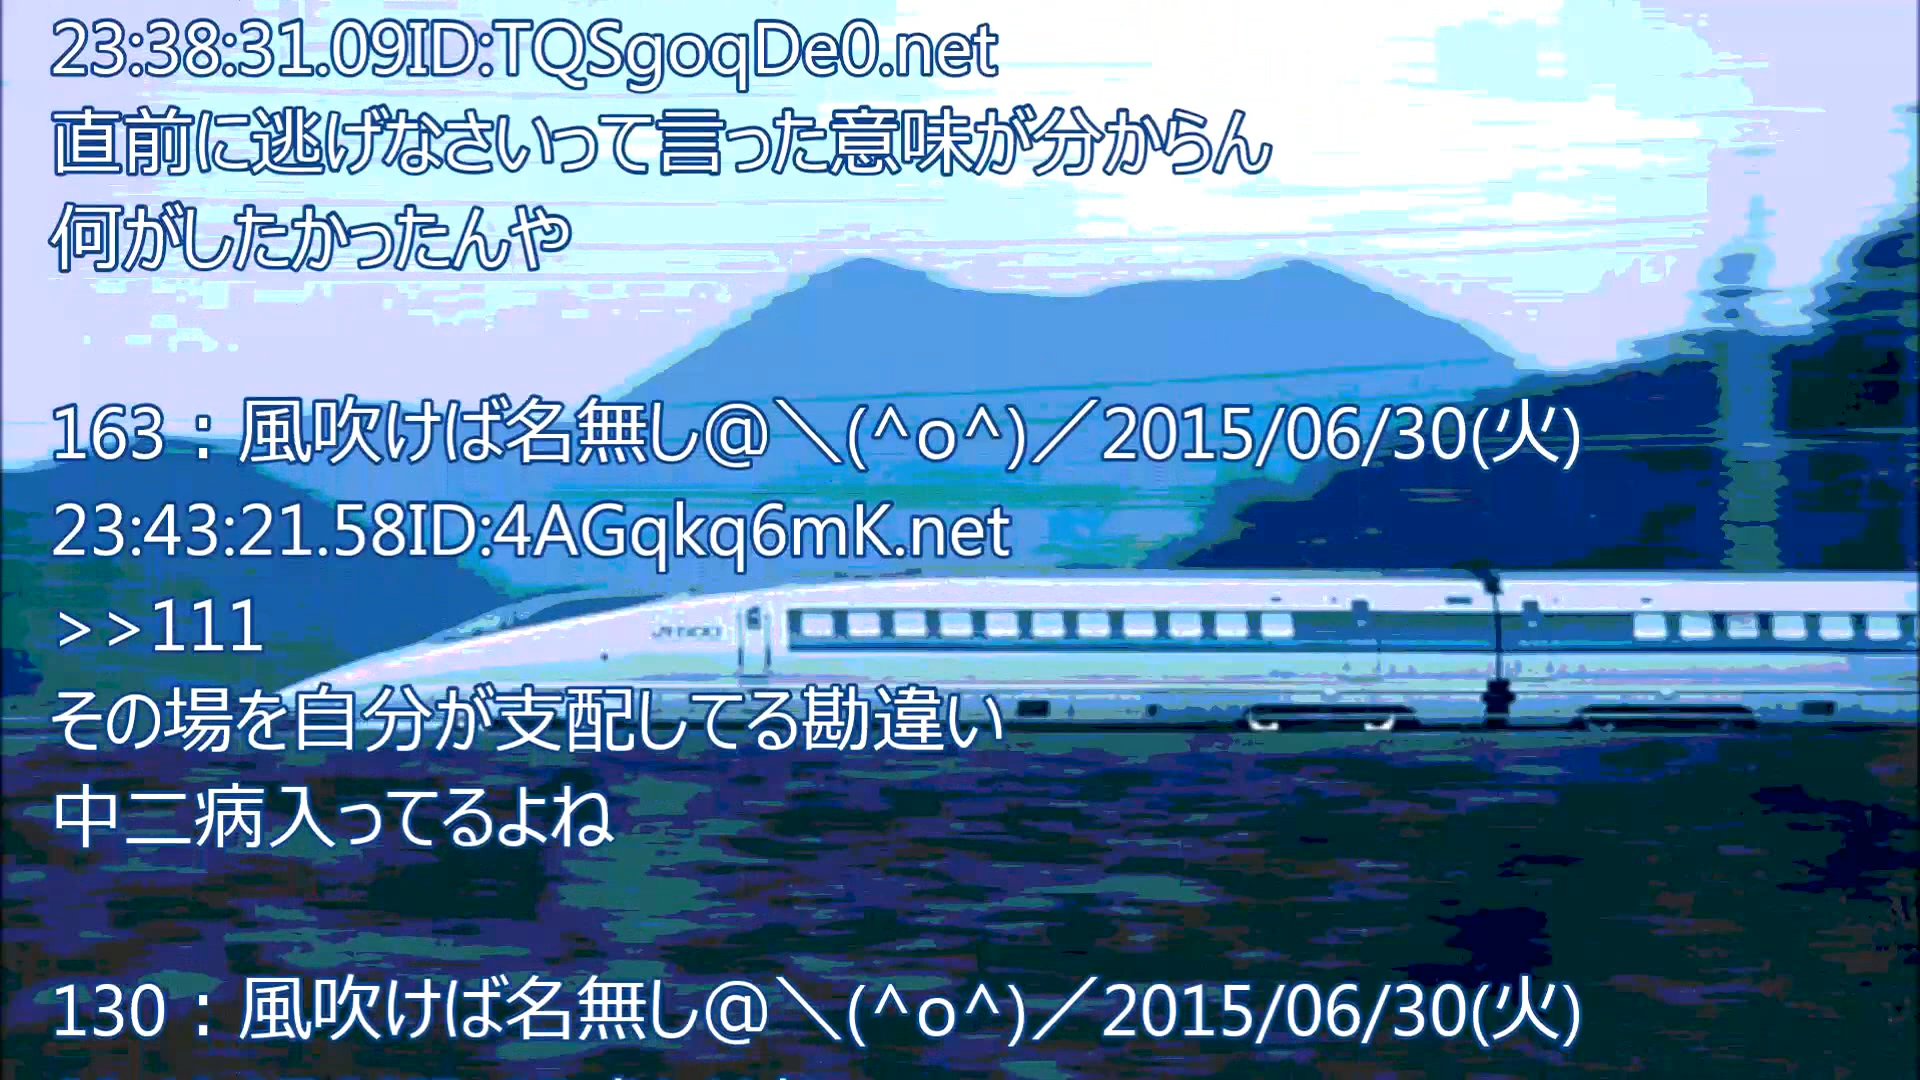 23:38:31.09ID:TQSgoqDe0.net
直前に逃げなさいって言った意味が分からん
何がしたかったんや
163：風吹けば名無し@＼(^o^)／2015/06/30(火)
23:43:21.58ID:4AGqkq6mK.net
>>111
その場を自分が支配してる勘違い
中二病入ってるよね
130：風吹けば名無し@＼(^o^)／2015/06/30(火)